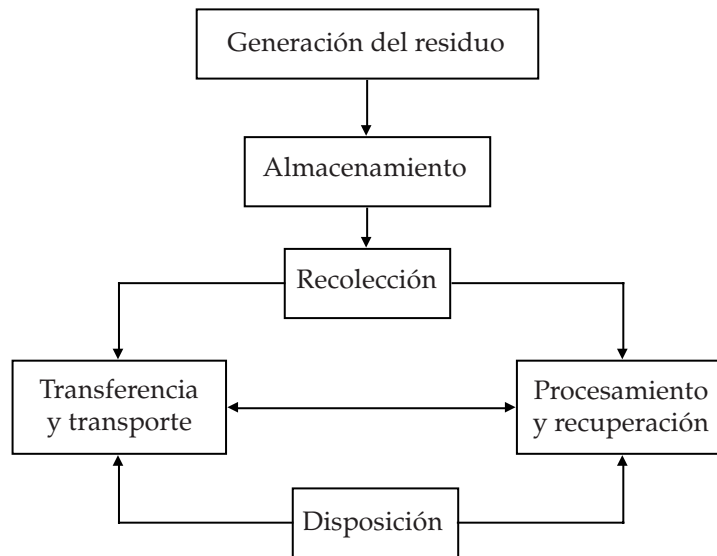 Generación del residuo
Almacenamiento
Recolección
Transferencia
y transporte
Procesamiento
y recuperación
Disposición